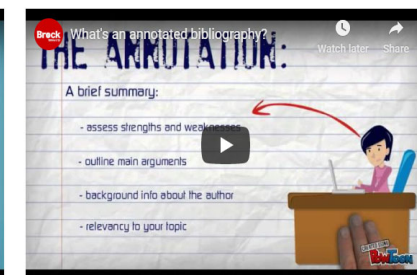 Brock
What's an annotated bibliography?
Watch later
Share
THE ANNOTATION:
A brief summary:
- assess strengths and weaknesses
- outline main arguments
- background info about the author
- relevancy to your topic
PowToon